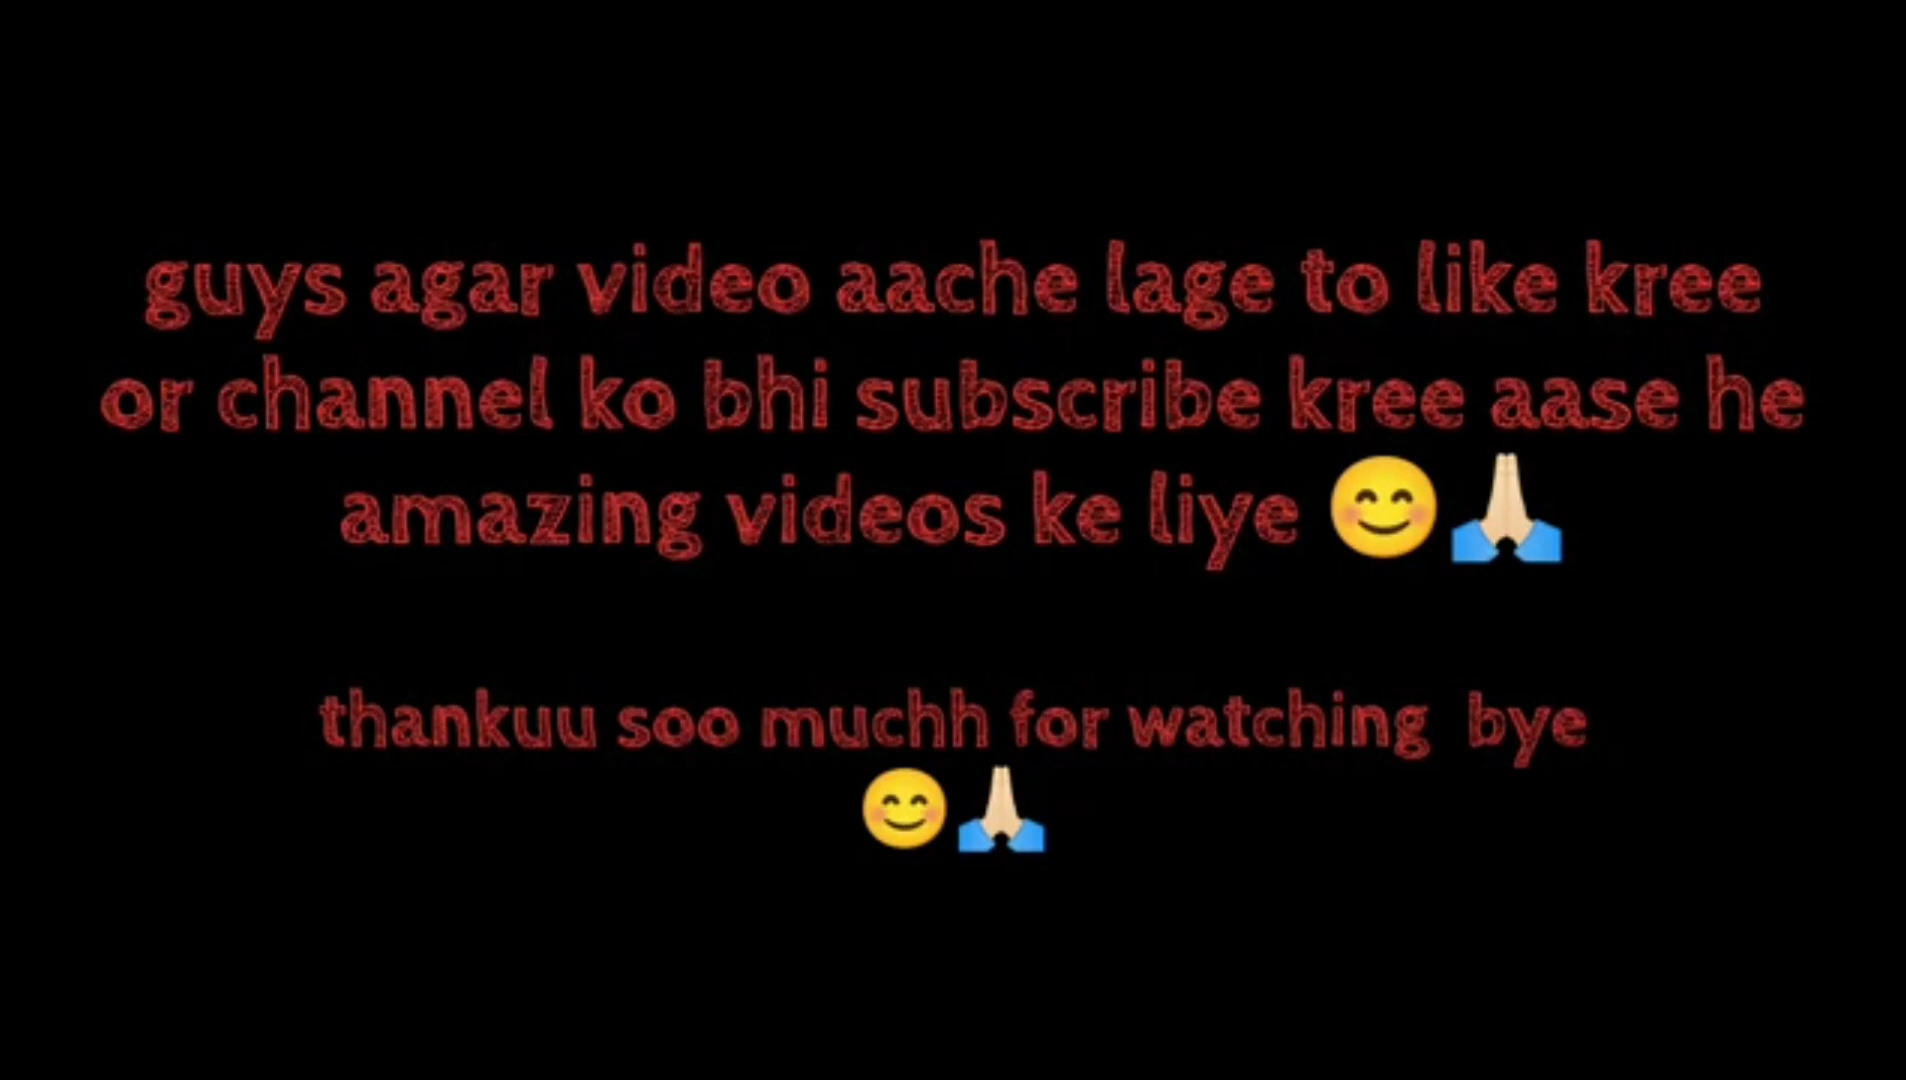 guys agar video aache lage to like kree
or channel ko bhi subscribe kree aase he
amazing videos ke liye 😊🙏🏻
thankuu soo muchh for watching  bye
😊🙏🏻